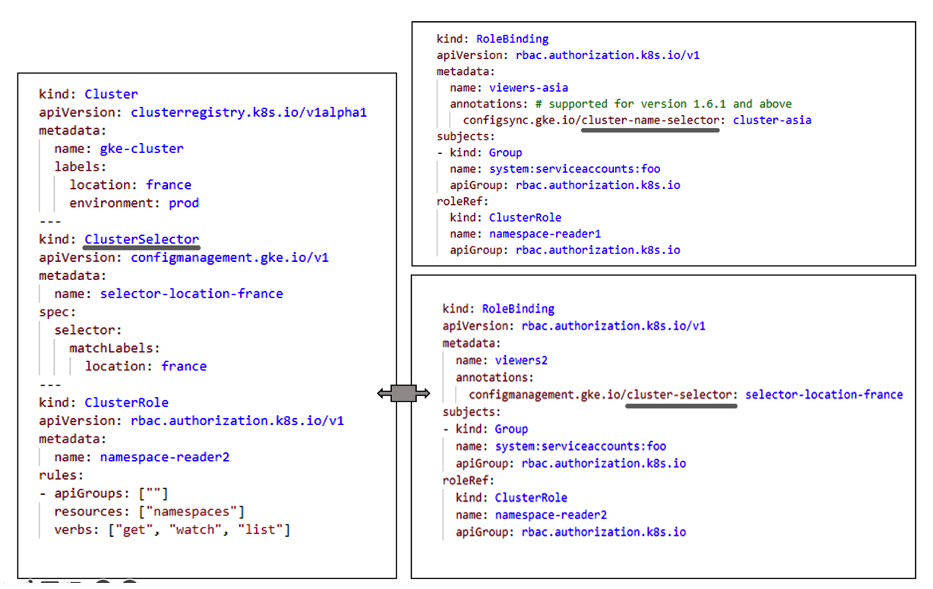 kind: Cluster
apiVersion: clusterregistry.k8s.io/v1alpha1
metadata:
  name: gke-cluster
  labels:
    location: france
    environment: prod
---
kind: ClusterSelector
apiVersion: configmanagement.gke.io/v1
metadata:
  name: selector-location-france
spec:
  selector:
    matchLabels:
      location: france
---
kind: ClusterRole
apiVersion: rbac.authorization.k8s.io/v1
metadata:
  name: namespace-reader2
rules:
- apiGroups: [""]
  resources: ["namespaces"]
  verbs: ["get", "watch", "list"]
kind: RoleBinding
apiVersion: rbac.authorization.k8s.io/v1
metadata:
  name: viewers-asia
  annotations: # supported for version 1.6.1 and above
    configsync.gke.io/cluster-name-selector: cluster-asia
subjects:
- kind: Group
  name: system:serviceaccounts:foo
  apiGroup: rbac.authorization.k8s.io
roleRef:
  kind: ClusterRole
  name: namespace-reader1
  apiGroup: rbac.authorization.k8s.io
kind: RoleBinding
apiVersion: rbac.authorization.k8s.io/v1
metadata:
  name: viewers2
  annotations:
    configmanagement.gke.io/cluster-selector: selector-location-france
subjects:
- kind: Group
  name: system:serviceaccounts:foo
  apiGroup: rbac.authorization.k8s.io
roleRef:
  kind: ClusterRole
  name: namespace-reader2
  apiGroup: rbac.authorization.k8s.io